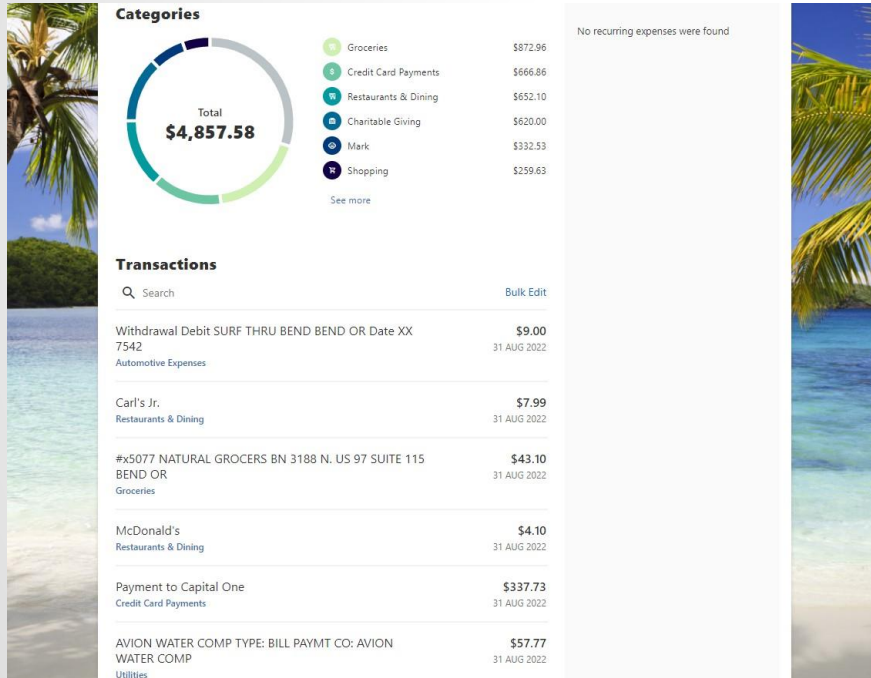 Categories
Total
$4,857.58
Groceries $872.96
Credit Card Payments $666.86
Restaurants & Dining $652.10
Charitable Giving $620.00
Mark $332.53
Shopping $259.63
See more
No recurring expenses were found
Transactions
Search Bulk Edit
Withdrawal Debit SURF THRU BEND BEND OR Date XX $9.00
7542 31 AUG 2022
Automotive Expenses
Carl's Jr. $7.99
Restaurants & Dining 31 AUG 2022
#x5077 NATURAL GROCERS BN 3188 N. US 97 SUITE 115 $43.10
BEND OR 31 AUG 2022
Groceries
McDonald's $4.10
Restaurants & Dining 31 AUG 2022
Payment to Capital One $337.73
Credit Card Payments 31 AUG 2022
AVION WATER COMP TYPE: BILL PAYMT CO: AVION $57.77
WATER COMP 31 AUG 2022
Utilities